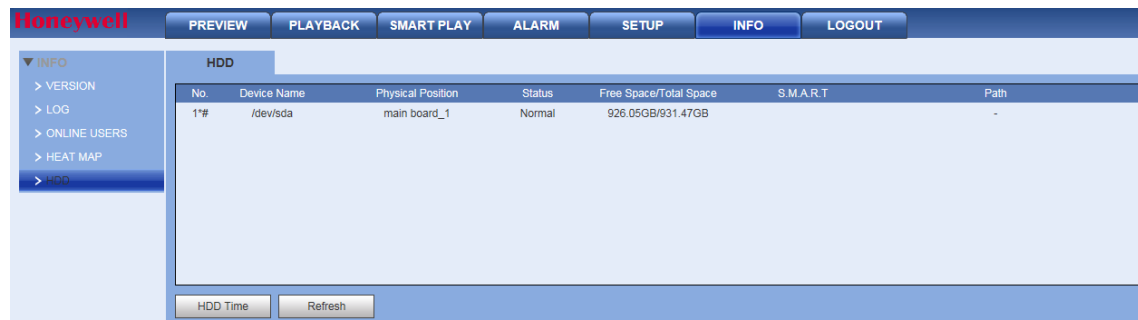 Honeywell
PREVIEW PLAYBACK SMART PLAY ALARM SETUP INFO LOGOUT
▼ INFO
> VERSION
> LOG
> ONLINE USERS
> HEAT MAP
> HDD
HDD
No. Device Name Physical Position Status Free Space/Total Space S.M.A.R.T Path
1*# /dev/sda main board_1 Normal 926.05GB/931.47GB -
HDD Time Refresh